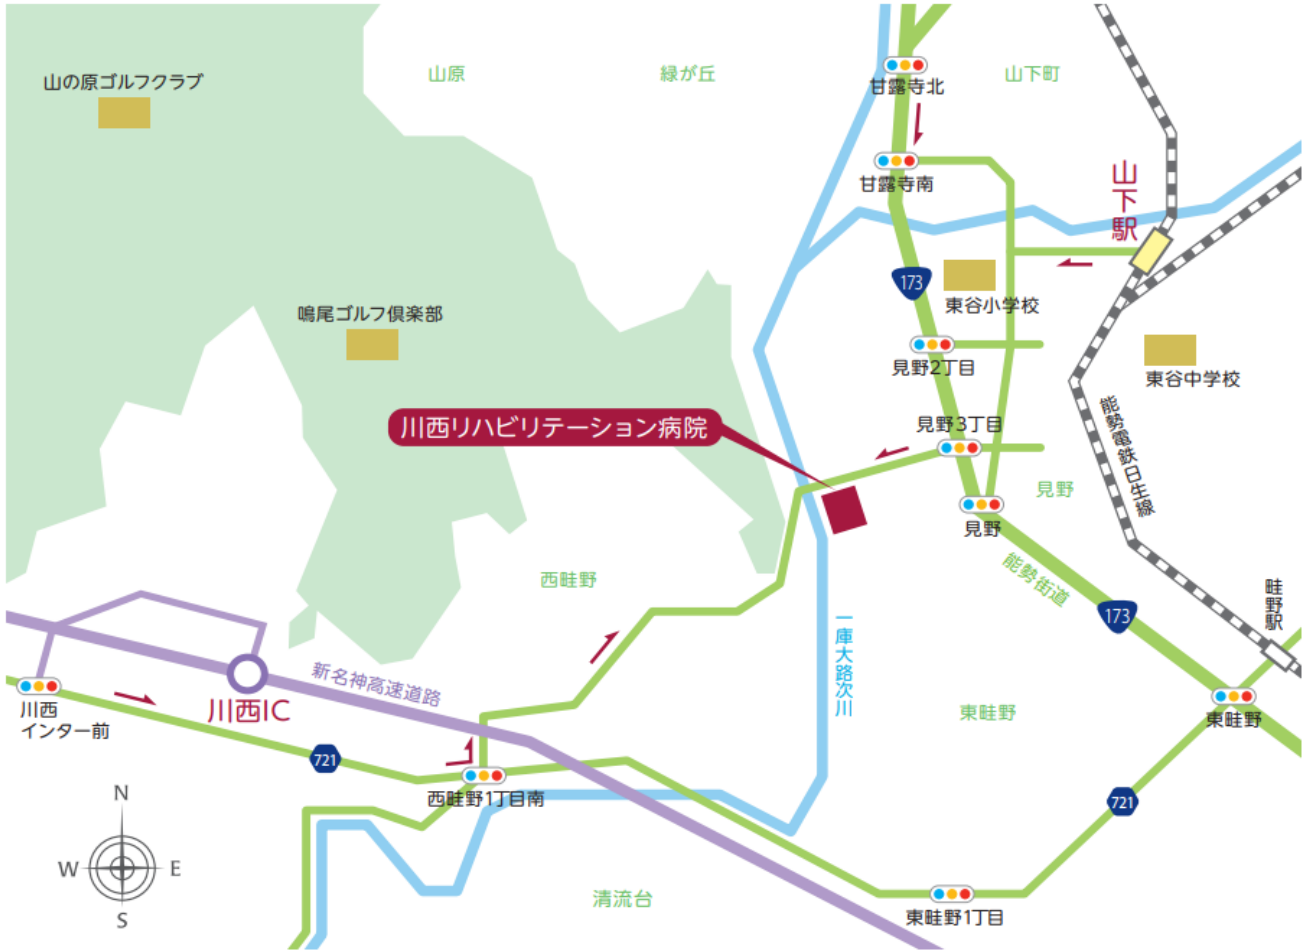 山原
緑が丘
山下町
山の原ゴルフクラブ
甘露寺北
甘露寺南
山下駅
173
東谷小学校
鳴尾ゴルフ倶楽部
見野2丁目
東谷中学校
川西リハビリテーション病院
見野3丁目
能勢電鉄日生線
見野
見野
西畦野
能勢街道
173
畦野駅
一庫大路次川
新名神高速道路
川西IC
川西
インター前
東畦野
東畦野
721
西畦野1丁目南
721
N
W
E
S
清流台
東畦野1丁目